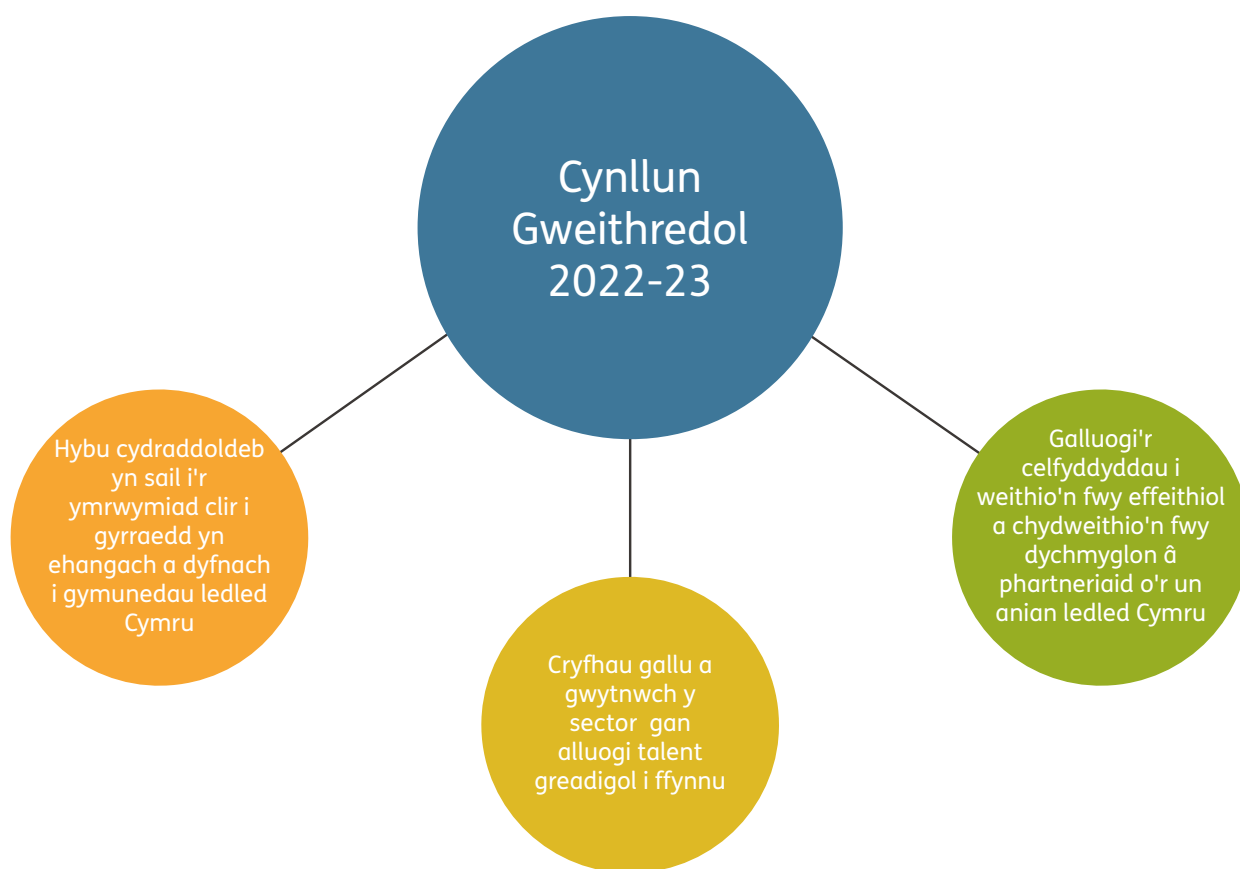 Cynllun
Gweithredol
2022-23
Hybu cydraddoldeb
yn sail i'r
ymrwymiad clir i
gyrraedd yn
ehangach a dyfnach
i gymunedau ledled
Cymru
Cryfhau gallu a
gwytnwch y
sector gan
alluogi talent
greadigol i ffynnu
Galluogi'r
celfyddyddau i
weithio'n fwy effeithiol
a chydweithio'n fwy
dychmyglon â
phartneriaid o'r un
anian ledled Cymru